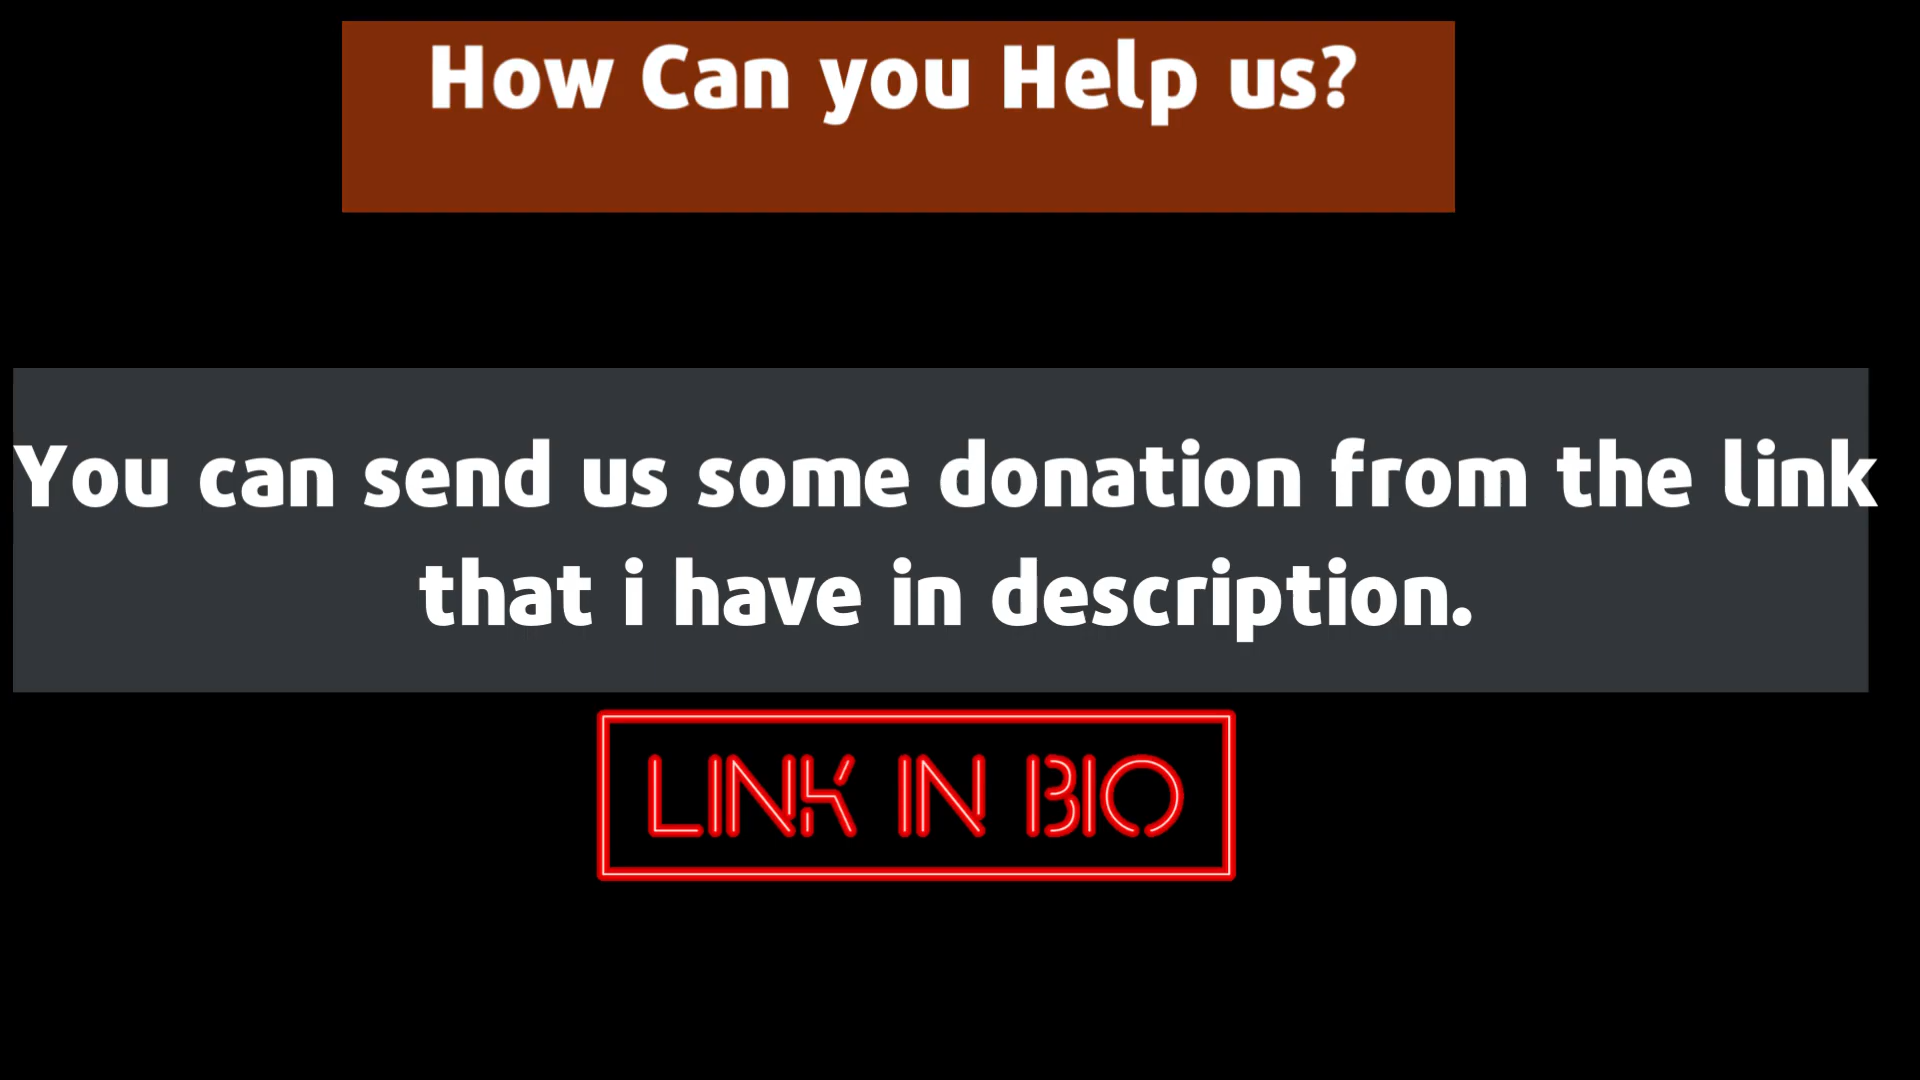 How Can you Help us?
You can send us some donation from the link
that i have in description.
LINK IN BIO